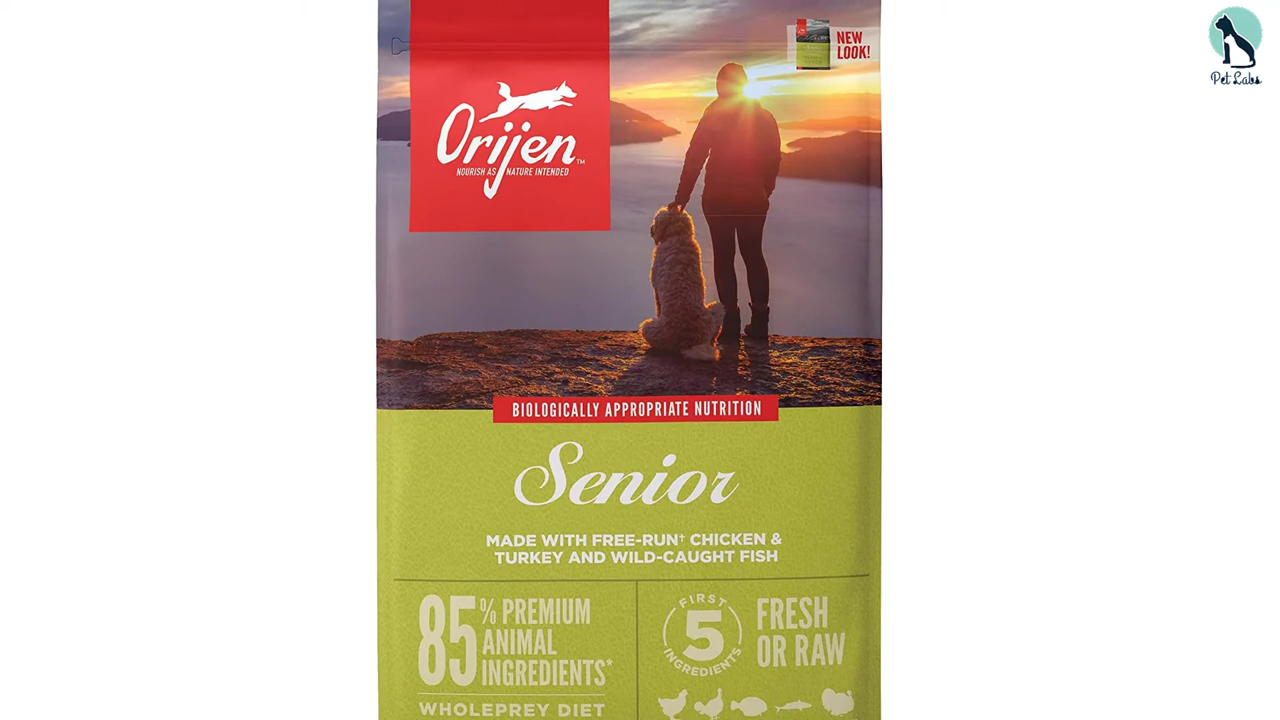 Pet Labs
NEW
LOOK!
Orijen™
NOURISH AS NATURE INTENDED
BIOLOGICALLY APPROPRIATE NUTRITION
Senior
MADE WITH FREE-RUN† CHICKEN &
TURKEY AND WILD-CAUGHT FISH
85% PREMIUM
ANIMAL
INGREDIENTS*
WHOLEPREY DIET
FIRST
5
INGREDIENTS
FRESH
OR RAW